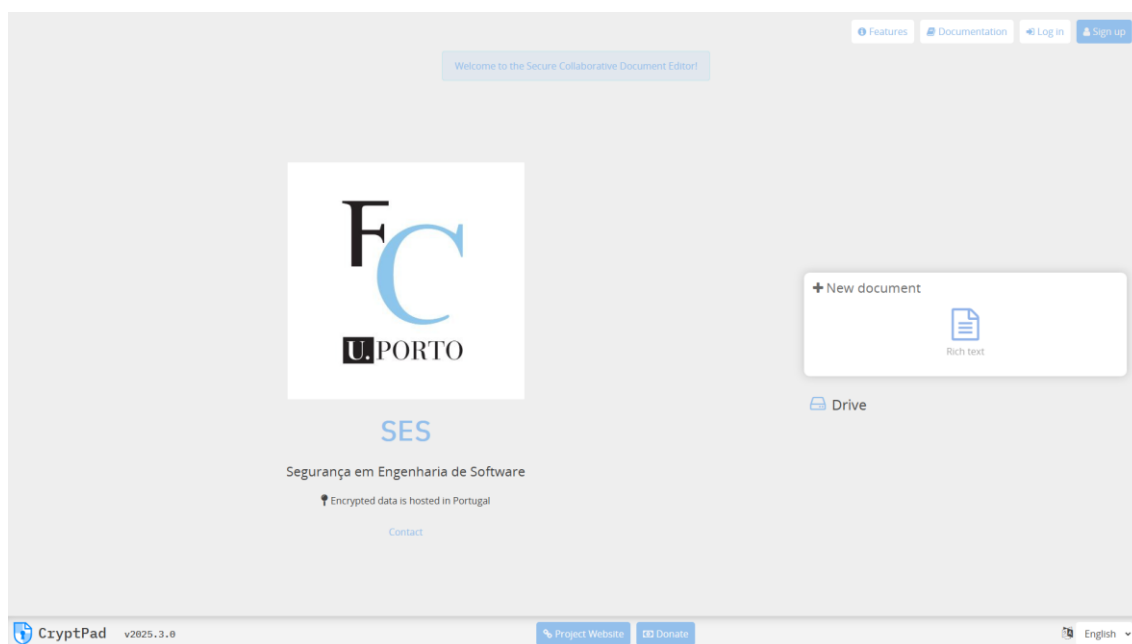 Features
Documentation
Log in
Sign up
Welcome to the Secure Collaborative Document Editor!
FC
U.PORTO
SES
Segurança em Engenharia de Software
Encrypted data is hosted in Portugal
Contact
New document
Rich text
Drive
CryptPad v2025.3.0
Project Website
Donate
English